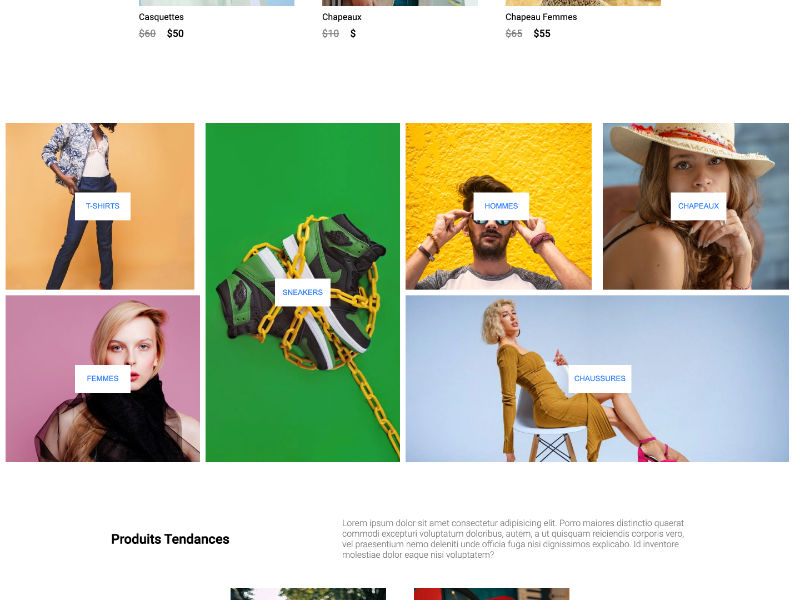 Casquettes
$60 $50
Chapeaux
$10 $
Chapeau Femmes
$65 $55
T-SHIRTS
SNEAKERS
HOMMES
CHAPEAUX
FEMMES
CHAUSSURES
Produits Tendances
Lorem ipsum dolor sit amet consectetur adipisicing elit. Porro maiores distinctio quaerat
commodi excepturi voluptatum doloribus, autem, a ut quisquam reiciendis corporis vero,
vel praesentium nemo deleniti unde officia fuga nisi dignissimos explicabo. Id inventore
molestiae dolor eaque nisi voluptatem?